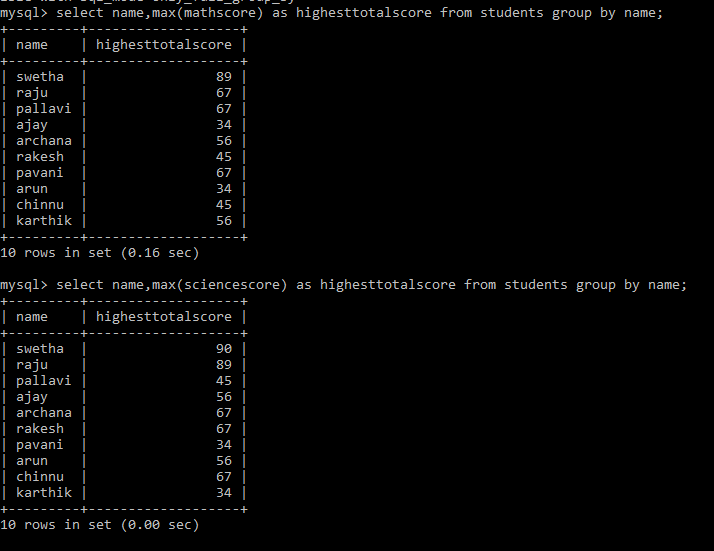 mysql> select name,max(mathscore) as highesttotalscore from students group by name;
+---------+-------------------+
| name    | highesttotalscore |
+---------+-------------------+
| swetha  |                89 |
| raju    |                67 |
| pallavi |                67 |
| ajay    |                34 |
| archana |                56 |
| rakesh  |                45 |
| pavani  |                67 |
| arun    |                34 |
| chinnu  |                45 |
| karthik |                56 |
+---------+-------------------+
10 rows in set (0.16 sec)

mysql> select name,max(sciencescore) as highesttotalscore from students group by name;
+---------+-------------------+
| name    | highesttotalscore |
+---------+-------------------+
| swetha  |                90 |
| raju    |                89 |
| pallavi |                45 |
| ajay    |                56 |
| archana |                67 |
| rakesh  |                67 |
| pavani  |                34 |
| arun    |                56 |
| chinnu  |                67 |
| karthik |                34 |
+---------+-------------------+
10 rows in set (0.00 sec)